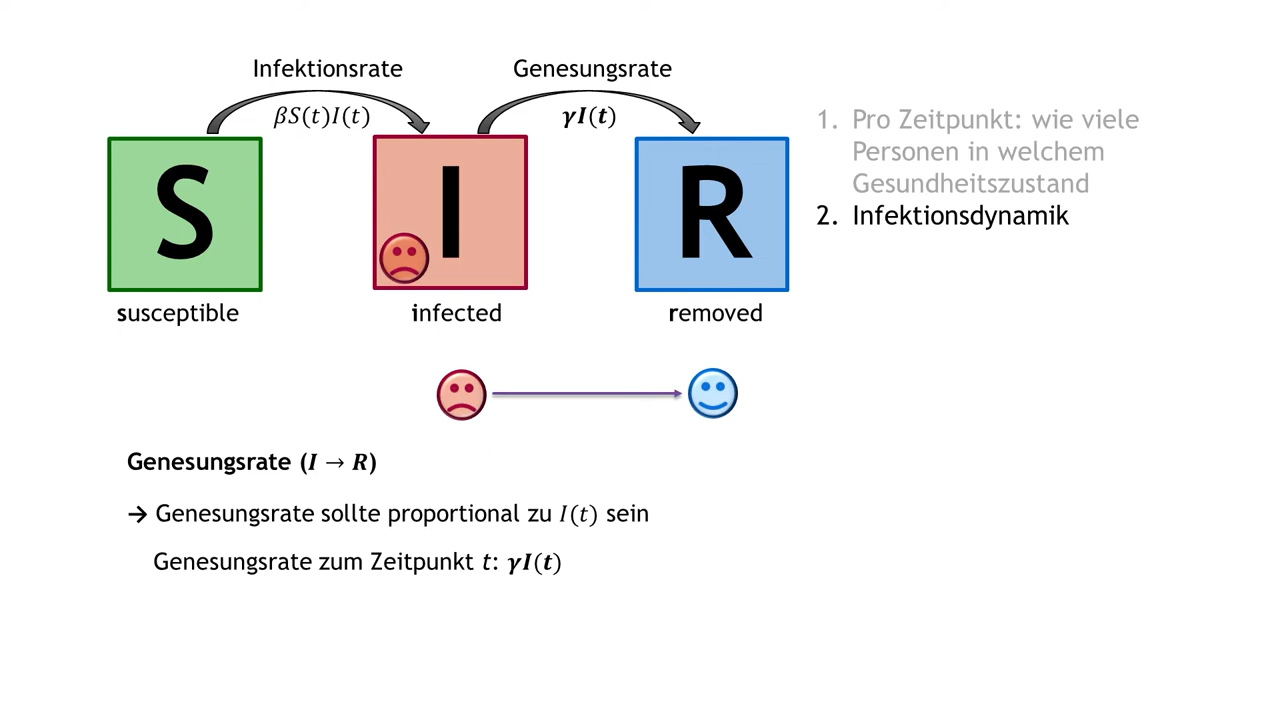 Infektionsrate
Genesungsrate
βS(t)I(t)
γI(t)
S
I
R
susceptible
infected
removed
1. Pro Zeitpunkt: wie viele
Personen in welchem
Gesundheitszustand
2. Infektionsdynamik
Genesungsrate (I → R)
→ Genesungsrate sollte proportional zu I(t) sein
Genesungsrate zum Zeitpunkt t: γI(t)